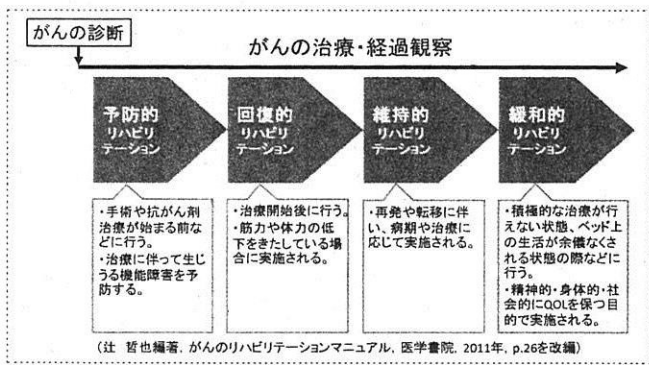 がんの診断
がんの治療・経過観察
予防的
リハビリ
テーション
回復的
リハビリ
テーション
維持的
リハビリ
テーション
緩和的
リハビリ
テーション
・手術や抗がん剤
治療が始まる前な
どに行う。
・治療に伴って生じ
うる機能障害を予
防する。
・治療開始後に行う。
・筋力や体力の低
下をきたしている場
合に実施される。
・再発や転移に伴
い、病期や治療に
応じて実施される。
・積極的な治療が行
えない状態、ベッド上
の生活が余儀なくさ
れる状態の際などに
行う。
・精神的・身体的・社
会的にQOLを保つ目
的で実施される。
(辻 哲也編著, がんのリハビリテーションマニュアル, 医学書院, 2011年, p.26を改編)